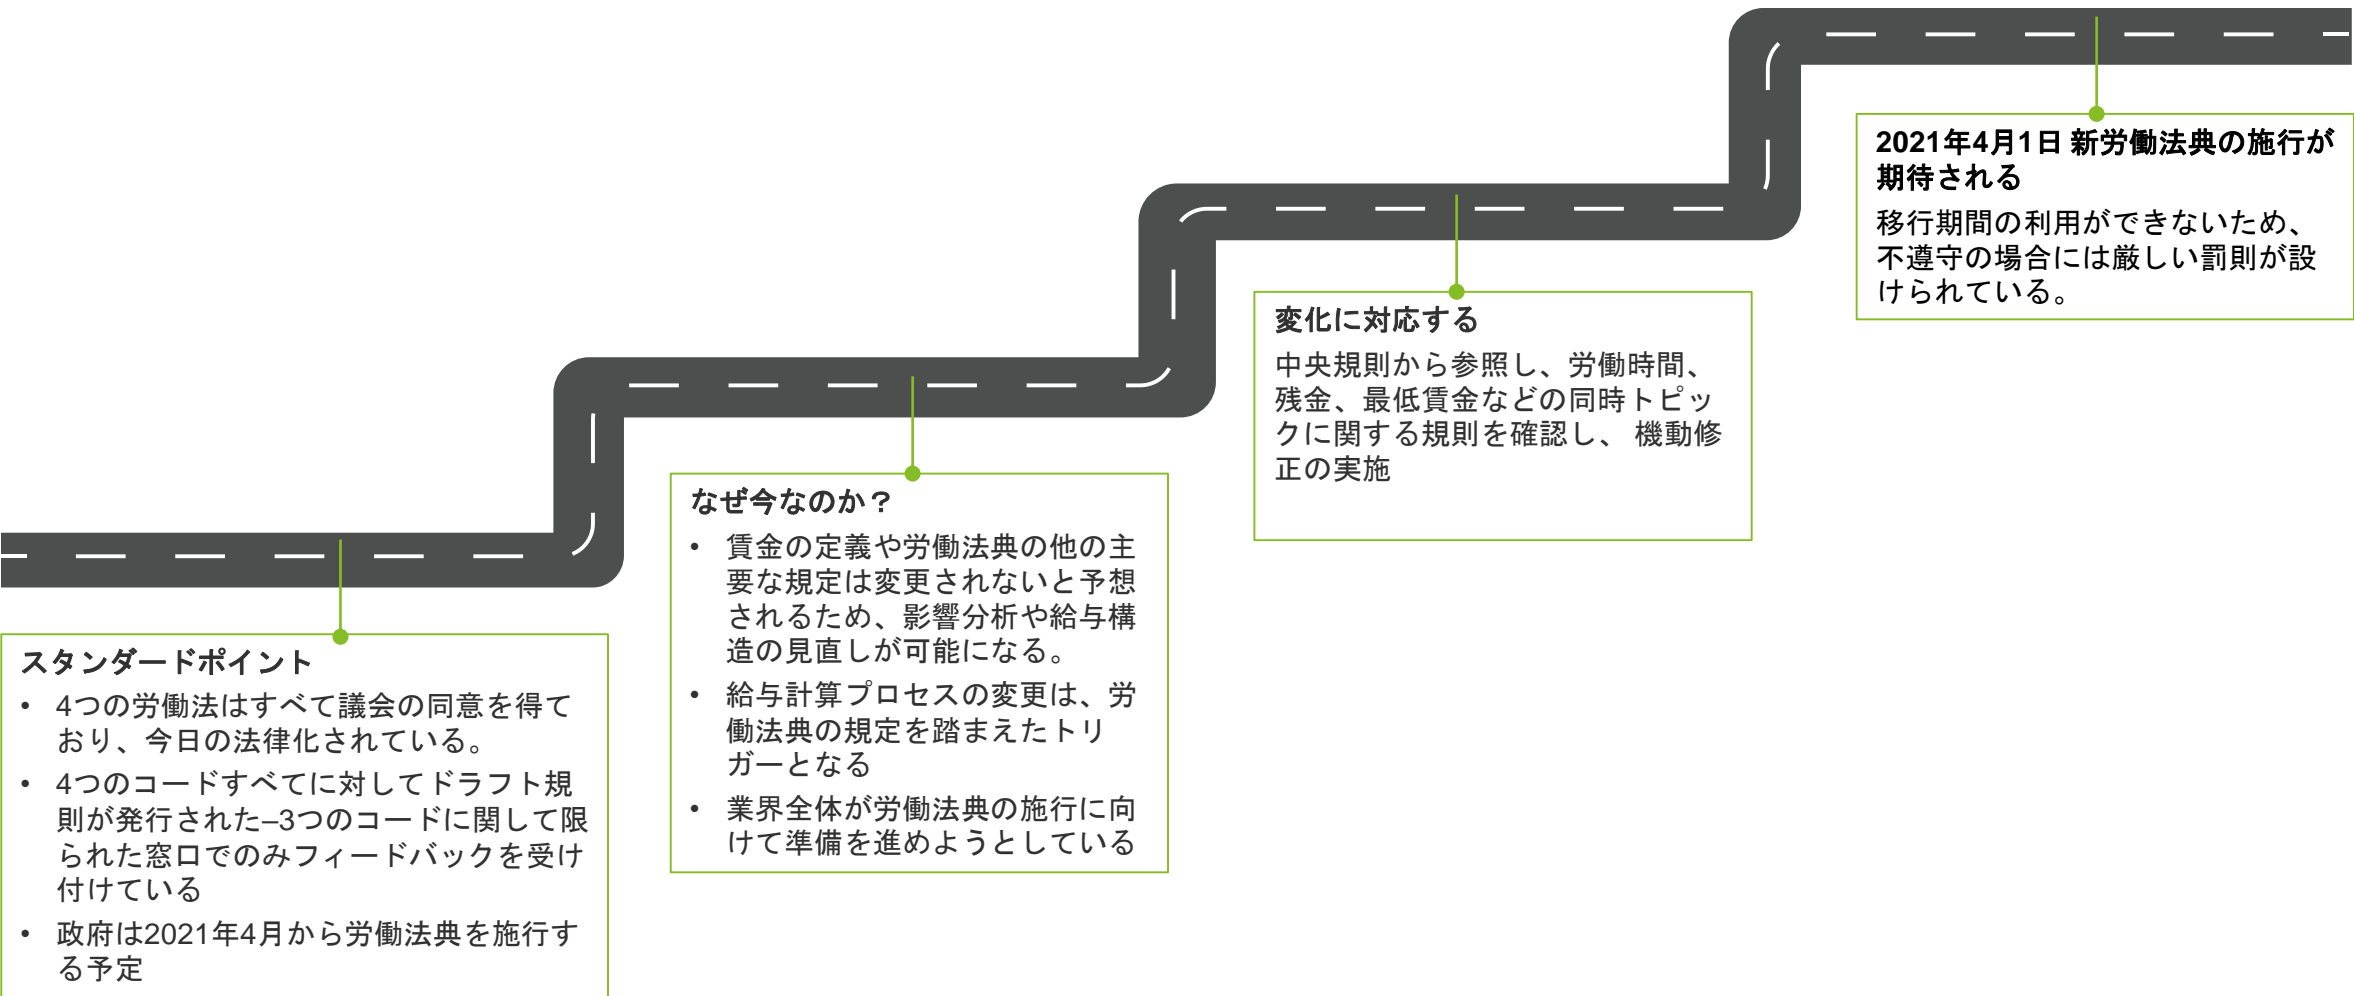 スタンダードポイント
• 4つの労働法はすべて議会の同意を得て
おり、今日の法律化されている。
• 4つのコードすべてに対してドラフト規
則が発行された–3つのコードに関して限
られた窓口でのみフィードバックを受け
付けている
• 政府は2021年4月から労働法典を施行す
る予定
なぜ今なのか？
• 賃金の定義や労働法典の他の主
要な規定は変更されないと予想
されるため、影響分析や給与構
造の見直しが可能になる。
• 給与計算プロセスの変更は、労
働法典の規定を踏まえたトリ
ガーとなる
• 業界全体が労働法典の施行に向
けて準備を進めようとしている
変化に対応する
中央規則から参照し、労働時間、
残金、最低賃金などの同時トピッ
クに関する規則を確認し、 機動修
正の実施
2021年4月1日 新労働法典の施行が
期待される
移行期間の利用ができないため、
不遵守の場合には厳しい罰則が設
けられている。